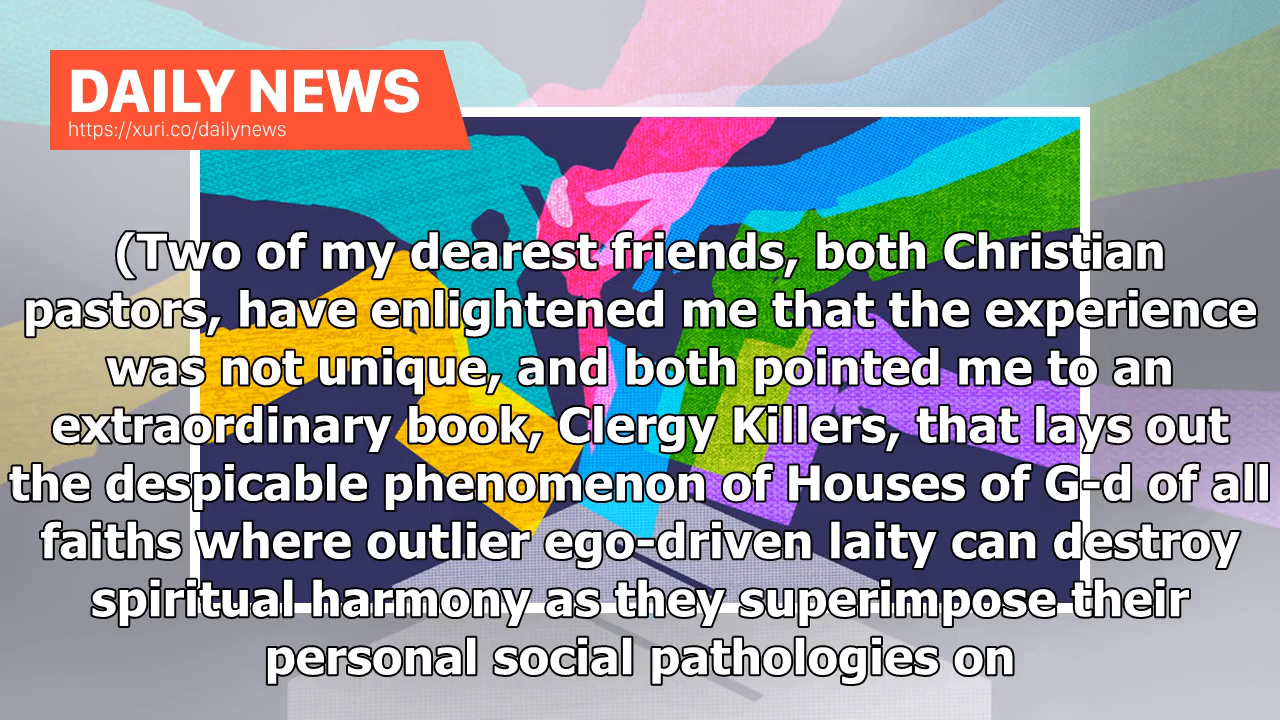 DAILY NEWS
https://xuri.co/dailynews
(Two of my dearest friends, both Christian
pastors, have enlightened me that the experience
was not unique, and both pointed me to an
extraordinary book, Clergy Killers, that lays out
the despicable phenomenon of Houses of G-d of all
faiths where outlier ego-driven laity can destroy
spiritual harmony as they superimpose their
personal social pathologies on